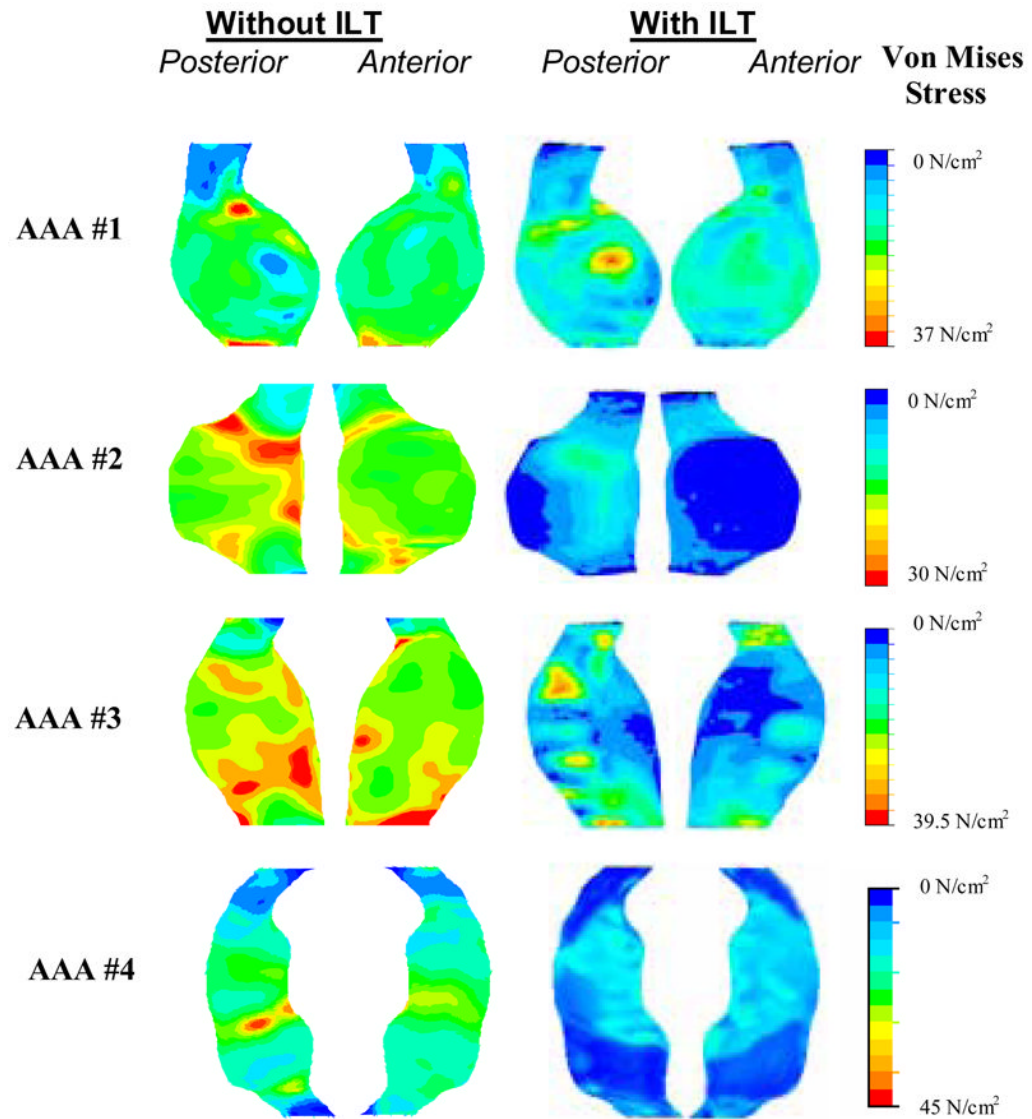 Without ILT With ILT
Posterior Anterior Posterior Anterior Von Mises
Stress
AAA #1
0 N/cm²
37 N/cm²
AAA #2
0 N/cm²
30 N/cm²
AAA #3
0 N/cm²
39.5 N/cm²
AAA #4
0 N/cm²
45 N/cm²